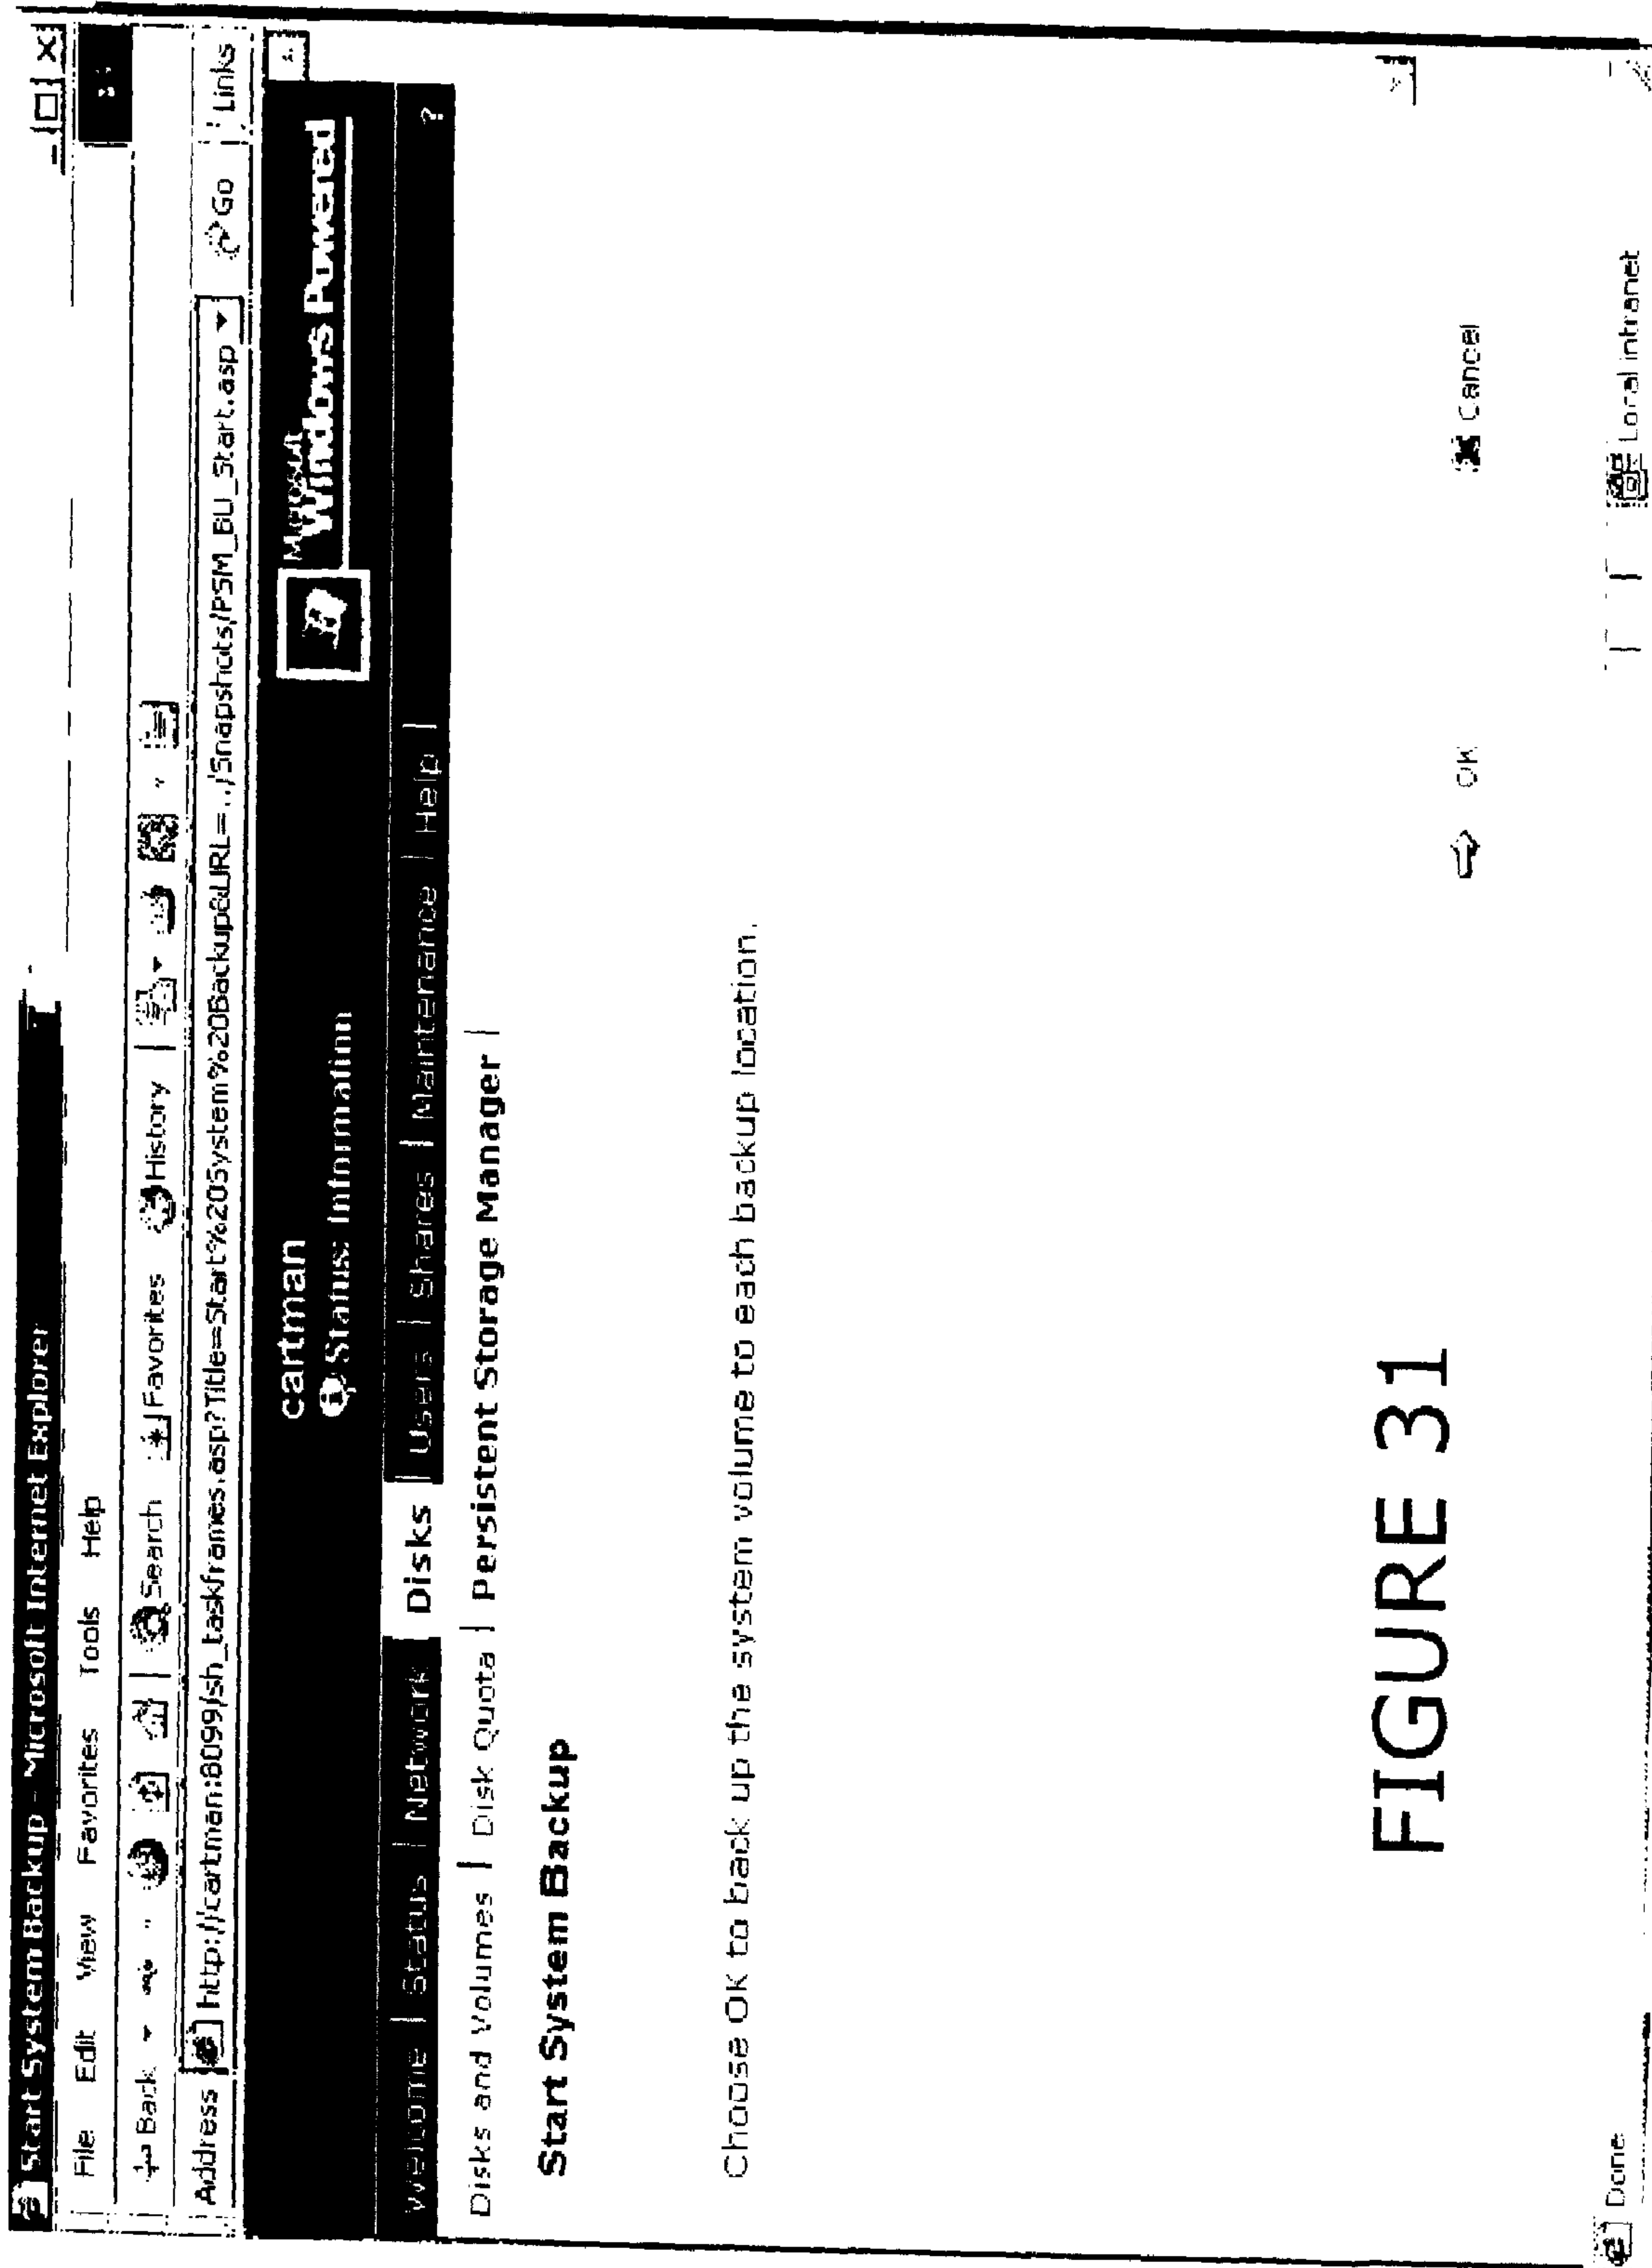 Start System Backup - Microsoft Internet Explorer
File Edit View Favorites Tools Help
Back Search Favorites History
Address http://cartman:8099/sh_taskframes.asp?Title=Start%20System%20Backup&URL=../Snapshots/PSM_BU_Start.asp Go Links
cartman
Status: Information
Microsoft
Windows Powered
Welcome | Status | Network | Disks | Users | Shares | Maintenance | Help | ?
Disks and Volumes | Disk Quota | Persistent Storage Manager |
Start System Backup
Choose OK to back up the system volume to each backup location.
OK Cancel
Done Local intranet
FIGURE 31